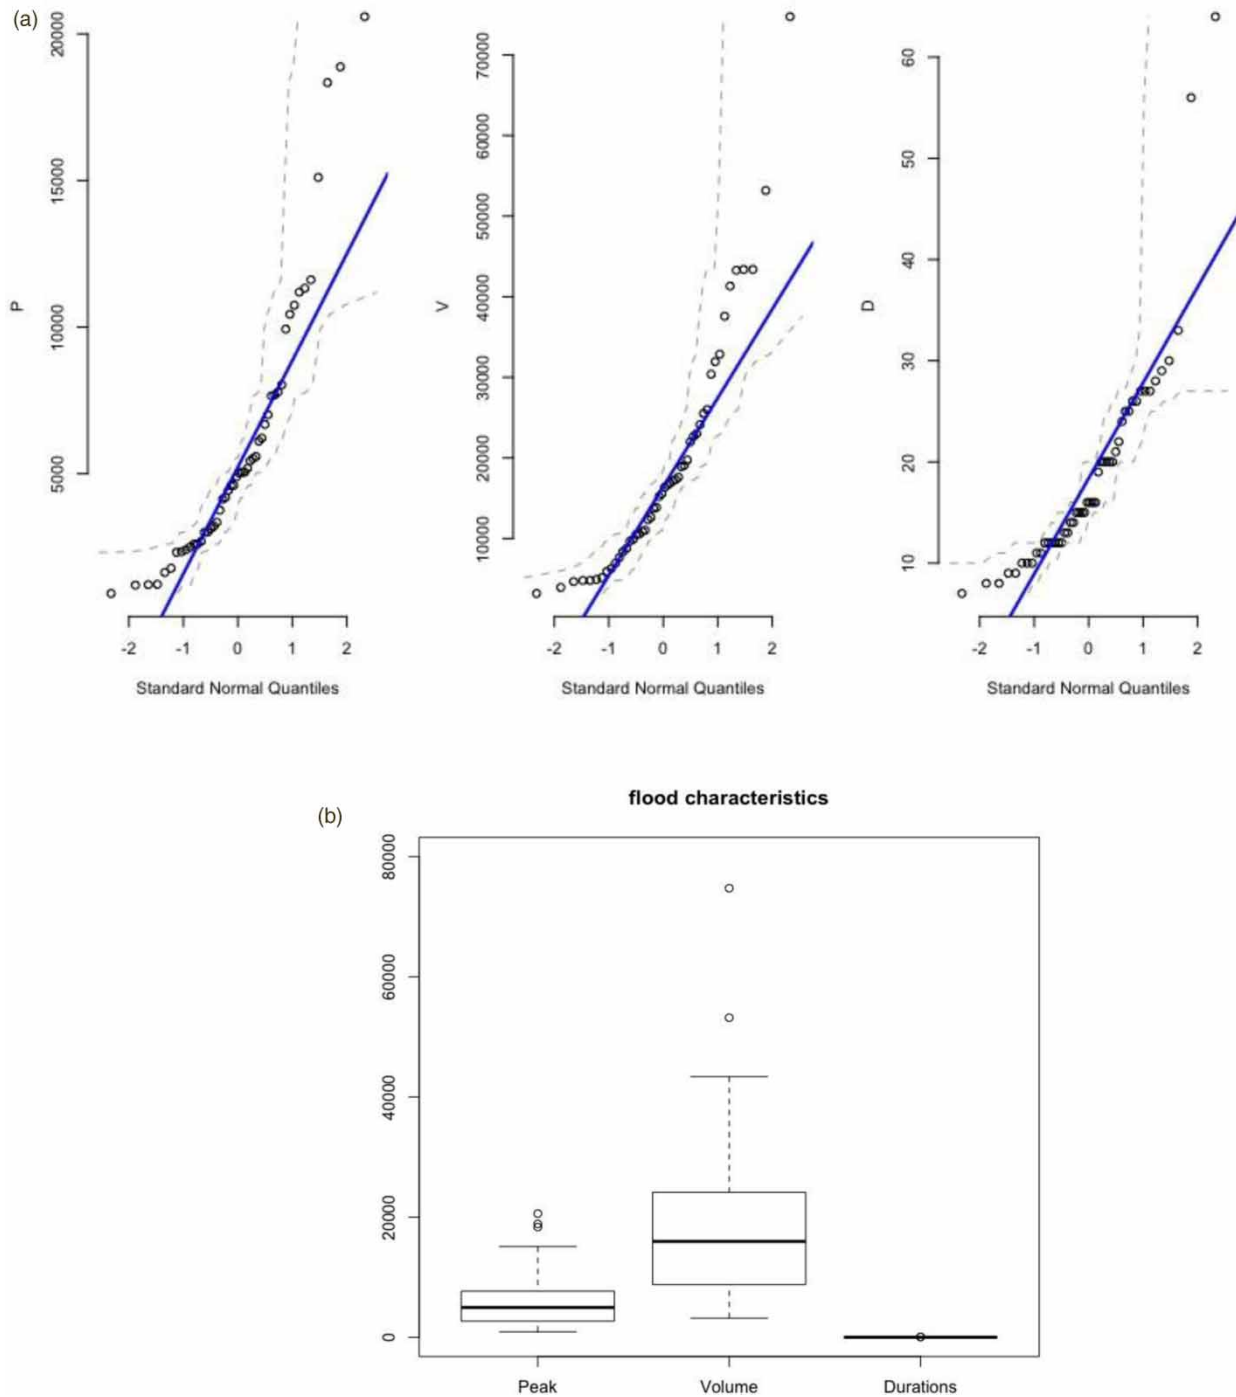 (a)
P
20000
15000
10000
5000
-2 -1 0 1 2
Standard Normal Quantiles
V
70000
60000
50000
40000
30000
20000
10000
-2 -1 0 1 2
Standard Normal Quantiles
D
60
50
40
30
20
10
-2 -1 0 1 2
Standard Normal Quantiles
(b)
flood characteristics
80000
60000
40000
20000
0
Peak Volume Durations